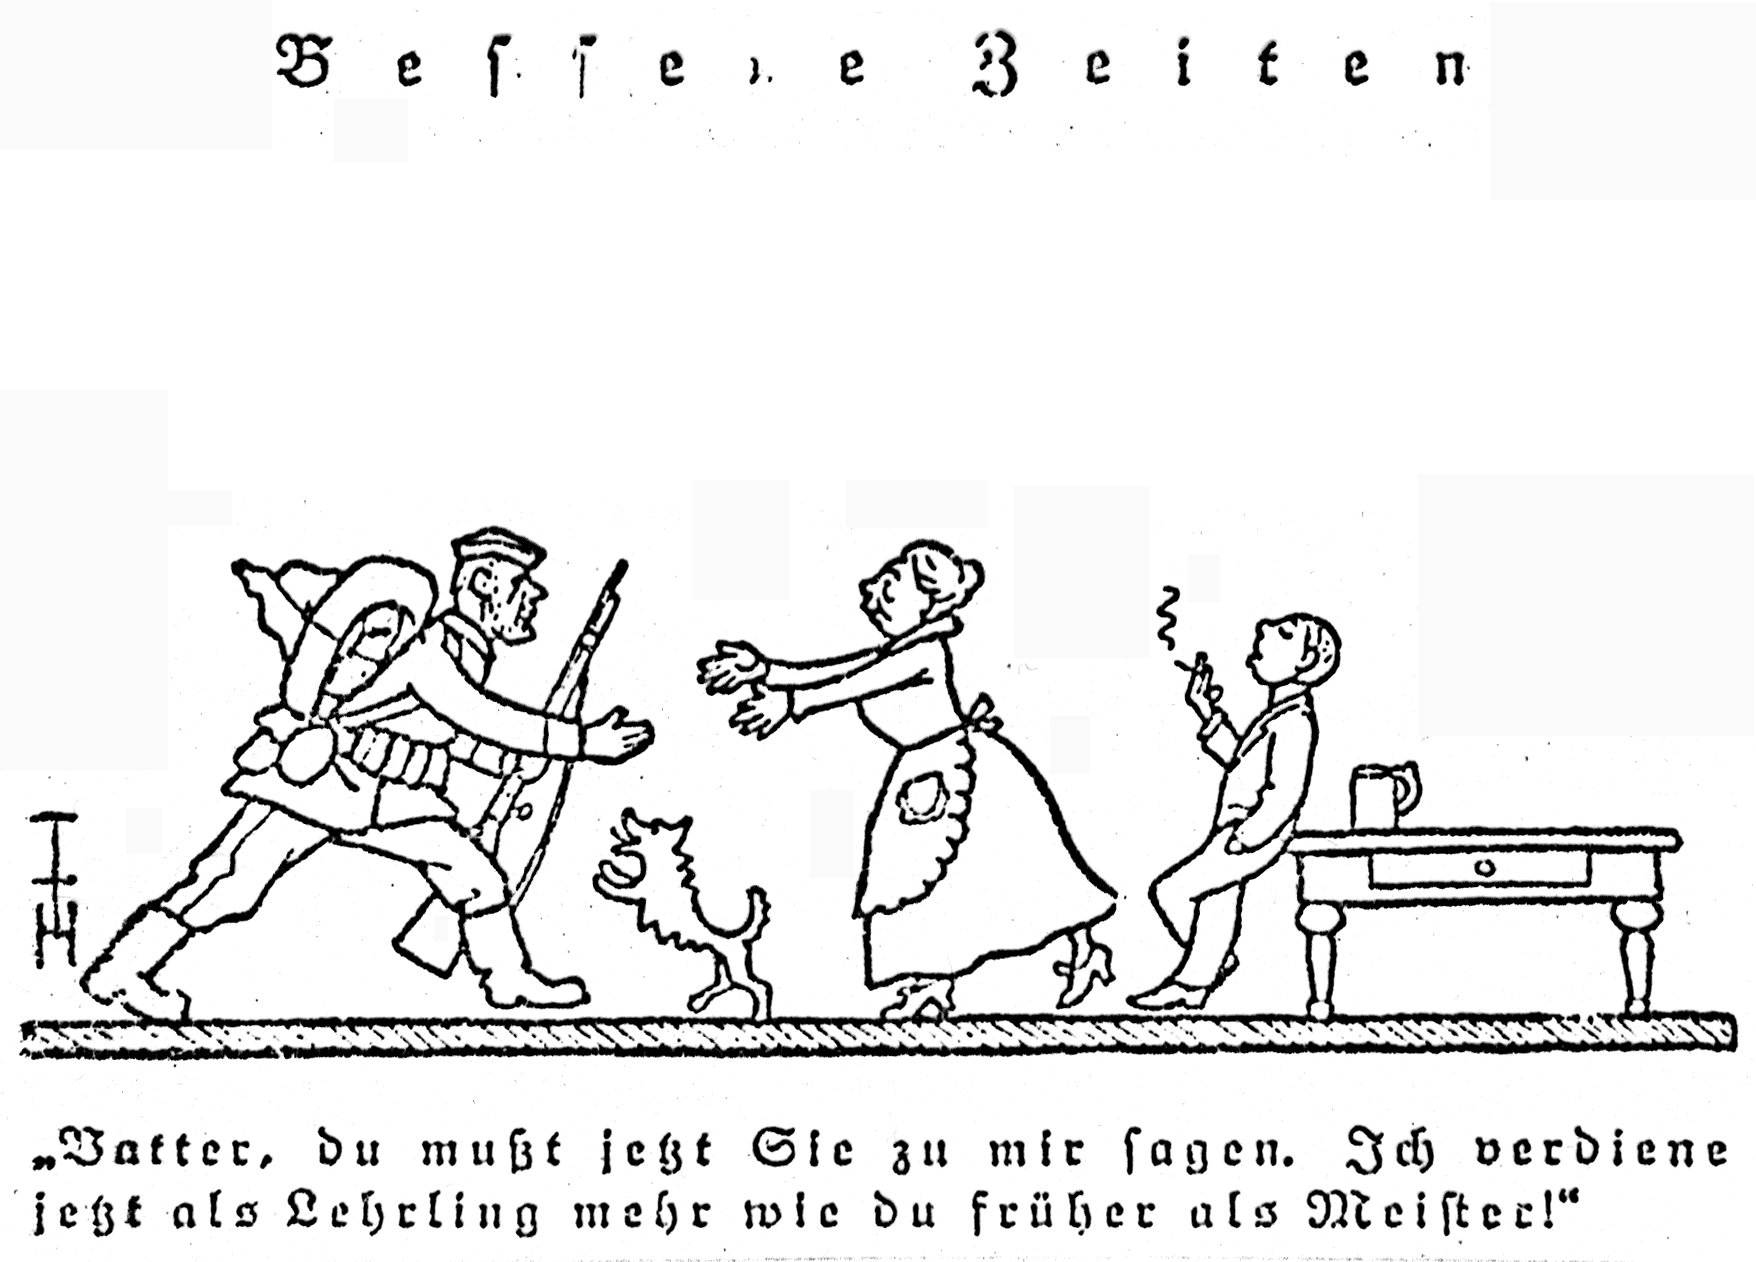 Bessere Zeiten
„Vatter, du mußt jetzt Sie zu mir sagen. Ich verdiene
jetzt als Lehrling mehr wie du früher als Meister!“